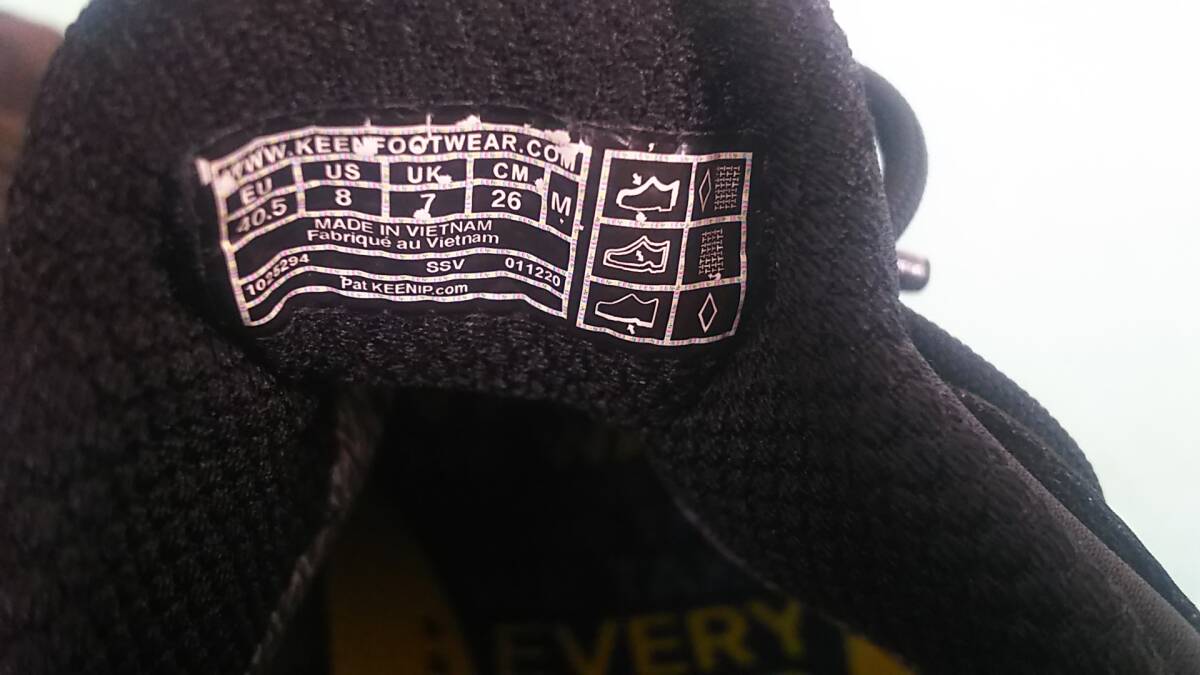 WWW.KEENFOOTWEAR.COM
EU US UK CM
40.5 8 7 26 M
MADE IN VIETNAM
Fabriqué au Vietnam
1025294 SSV 011220
Pat KEENIP.com
EVERY